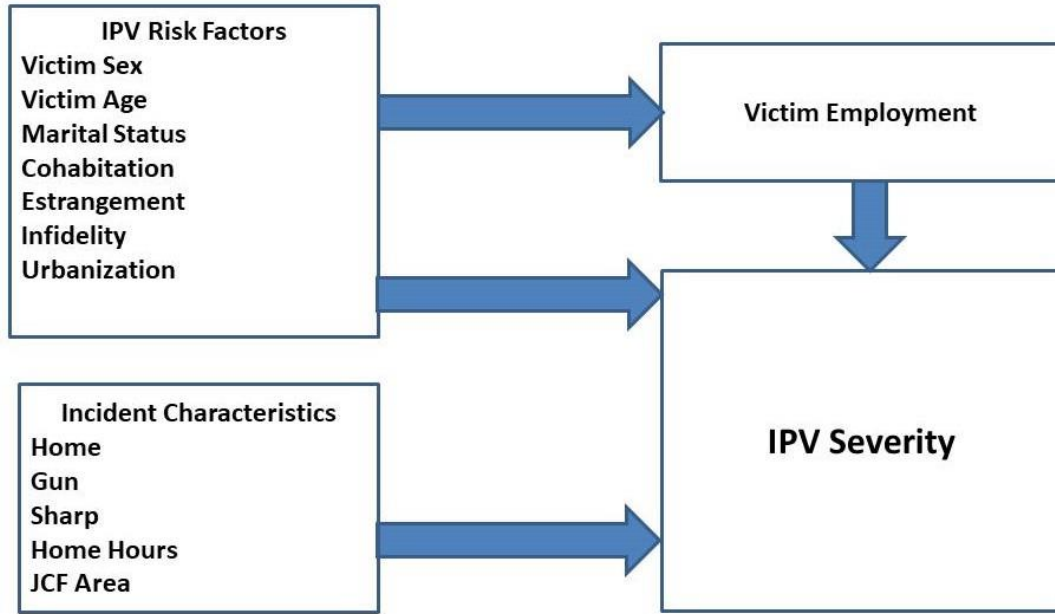 IPV Risk Factors
Victim Sex
Victim Age
Marital Status
Cohabitation
Estrangement
Infidelity
Urbanization
Victim Employment
Incident Characteristics
Home
Gun
Sharp
Home Hours
JCF Area
IPV Severity